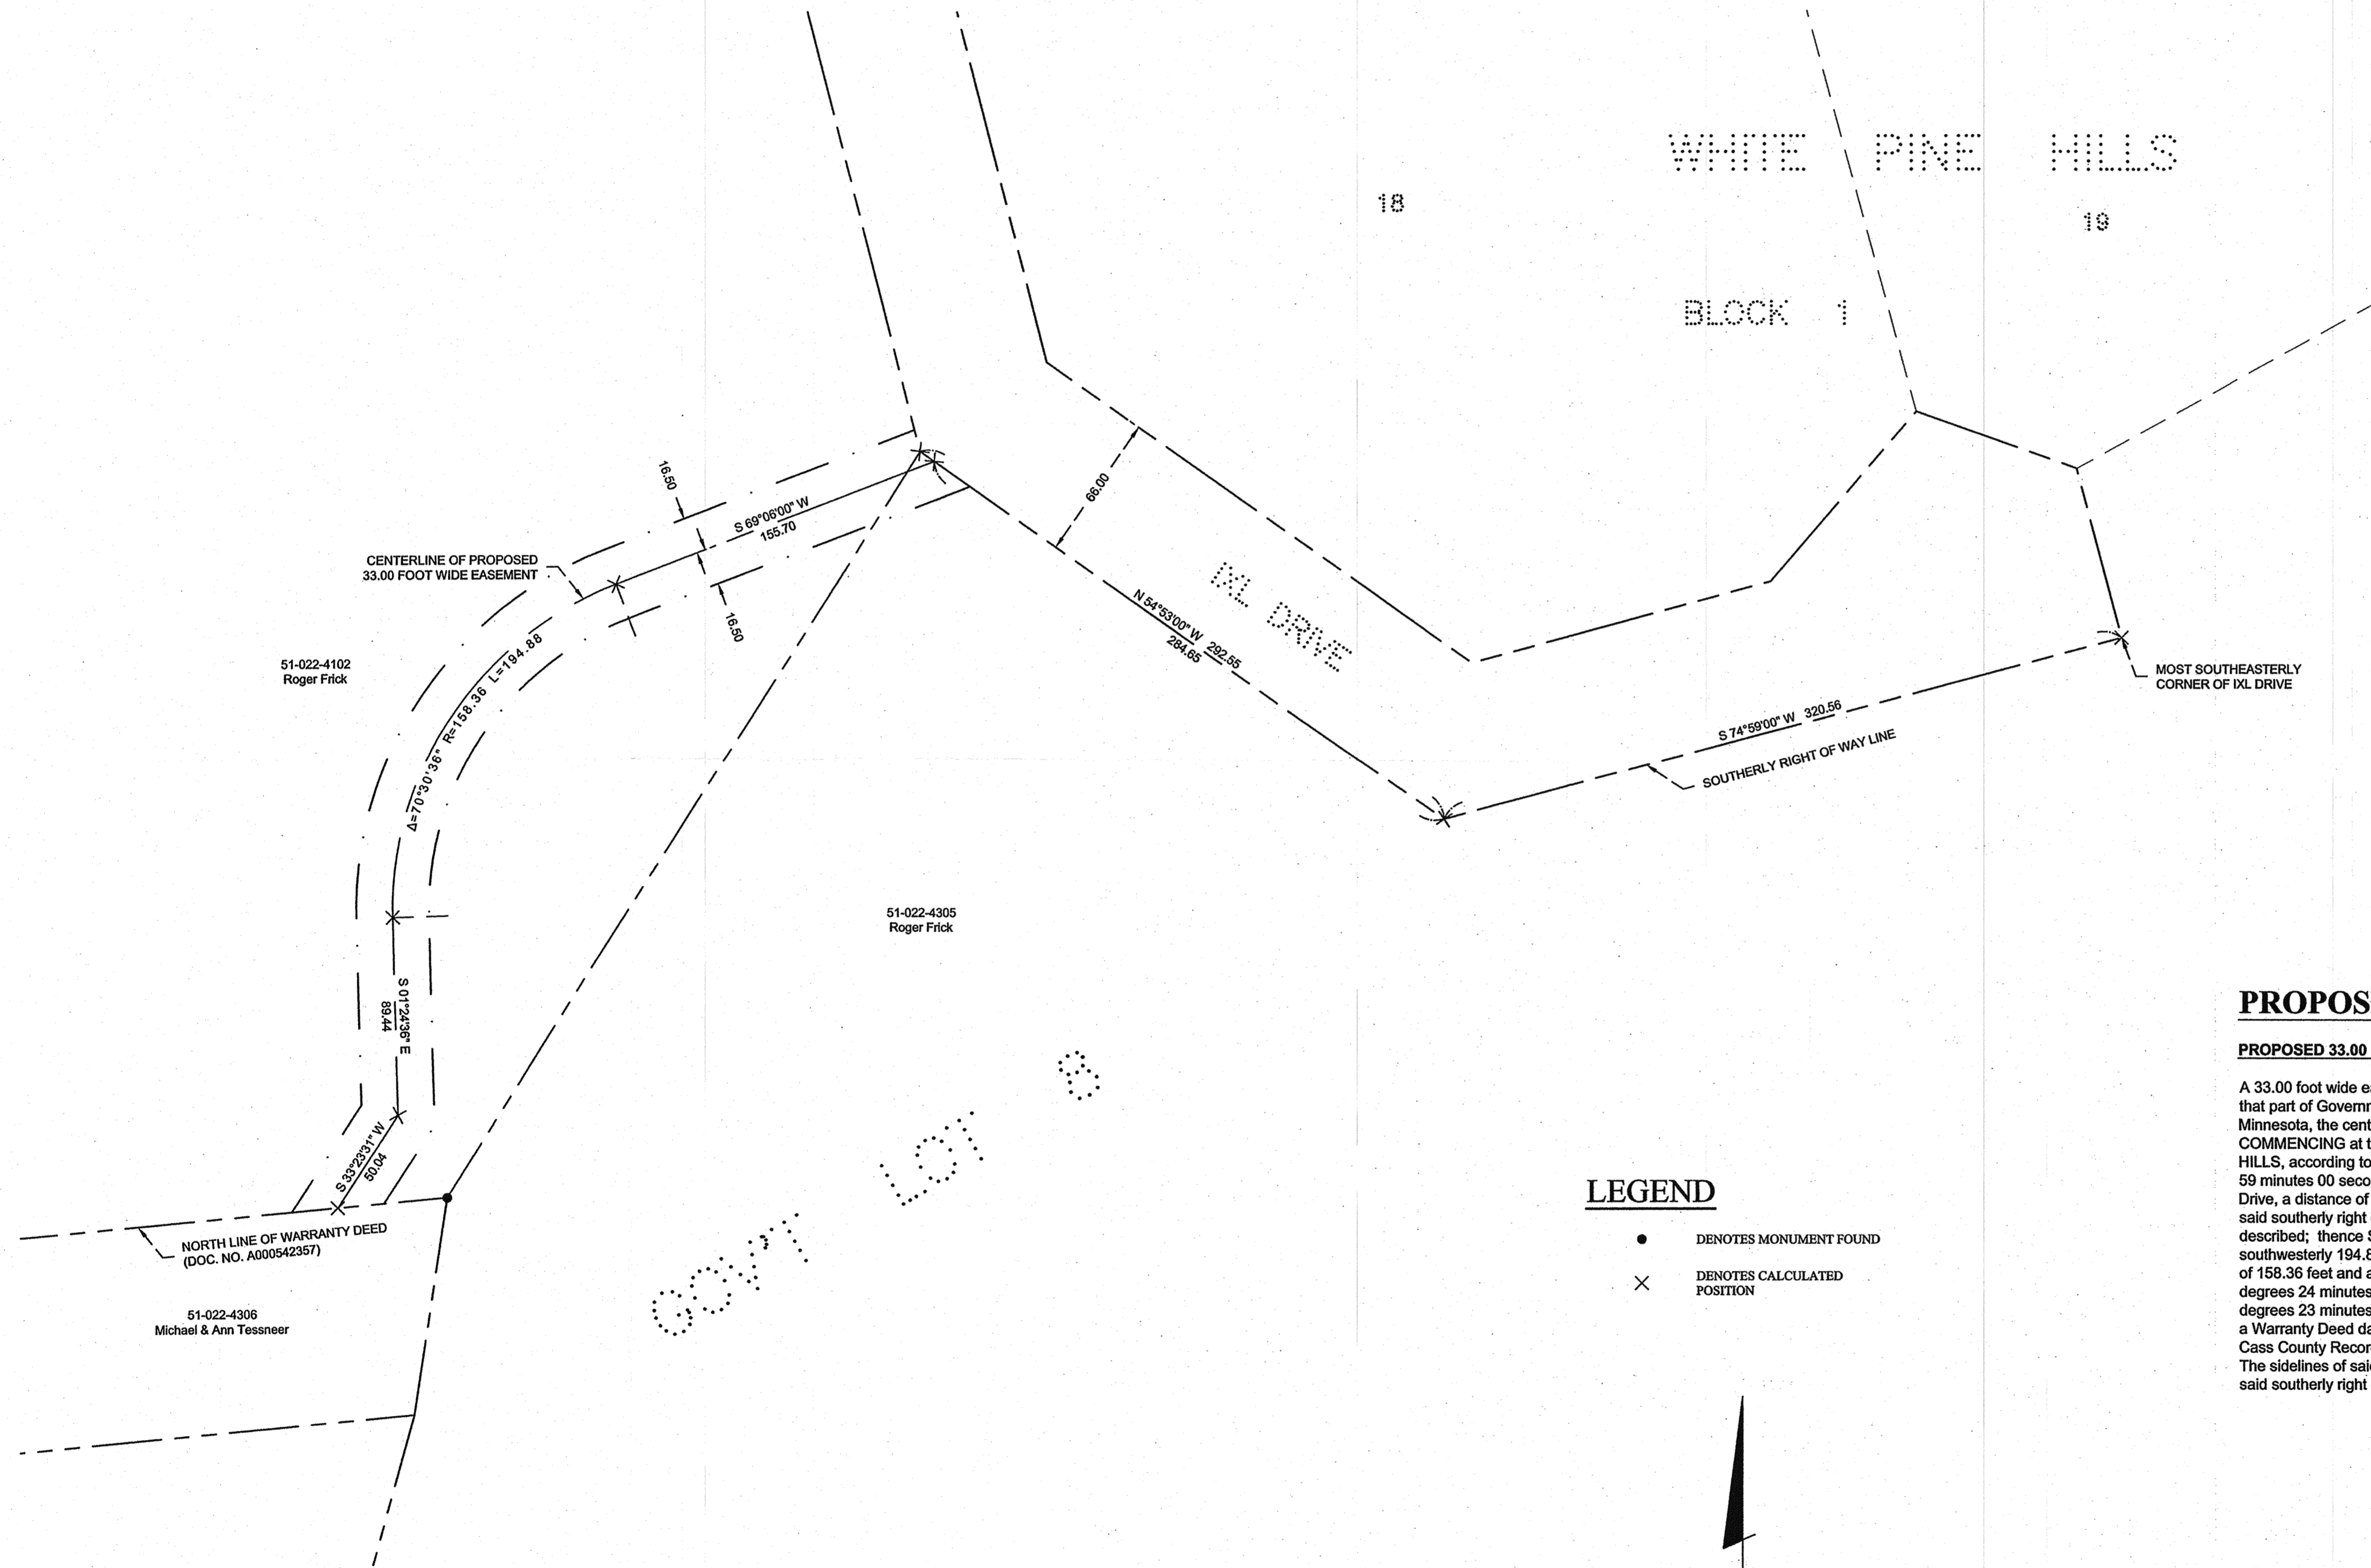 WHITE PINE HILLS
18
19
BLOCK 1
16.50
S 69°06'00" W
155.70
66.00
CENTERLINE OF PROPOSED
33.00 FOOT WIDE EASEMENT
16.50
IXL DRIVE
N 54°53'00" W 292.55
284.65
51-022-4102
Roger Frick
Δ=70°30'36" R=158.36 L=194.88
MOST SOUTHEASTERLY
CORNER OF IXL DRIVE
S 74°59'00" W 320.56
SOUTHERLY RIGHT OF WAY LINE
51-022-4305
Roger Frick
S 01°24'36" E
89.44
S 33°23'31" W
50.04
NORTH LINE OF WARRANTY DEED
(DOC. NO. A000542357)
51-022-4306
Michael & Ann Tessneer
GOV'T LOT 8
LEGEND
DENOTES MONUMENT FOUND
DENOTES CALCULATED
POSITION
PROPOS
PROPOSED 33.00
A 33.00 foot wide ea
that part of Governm
Minnesota, the cent
COMMENCING at t
HILLS, according to
59 minutes 00 seco
Drive, a distance of
said southerly right
described; thence S
southwesterly 194.8
of 158.36 feet and a
degrees 24 minutes
degrees 23 minutes
a Warranty Deed da
Cass County Recor
The sidelines of said
said southerly right